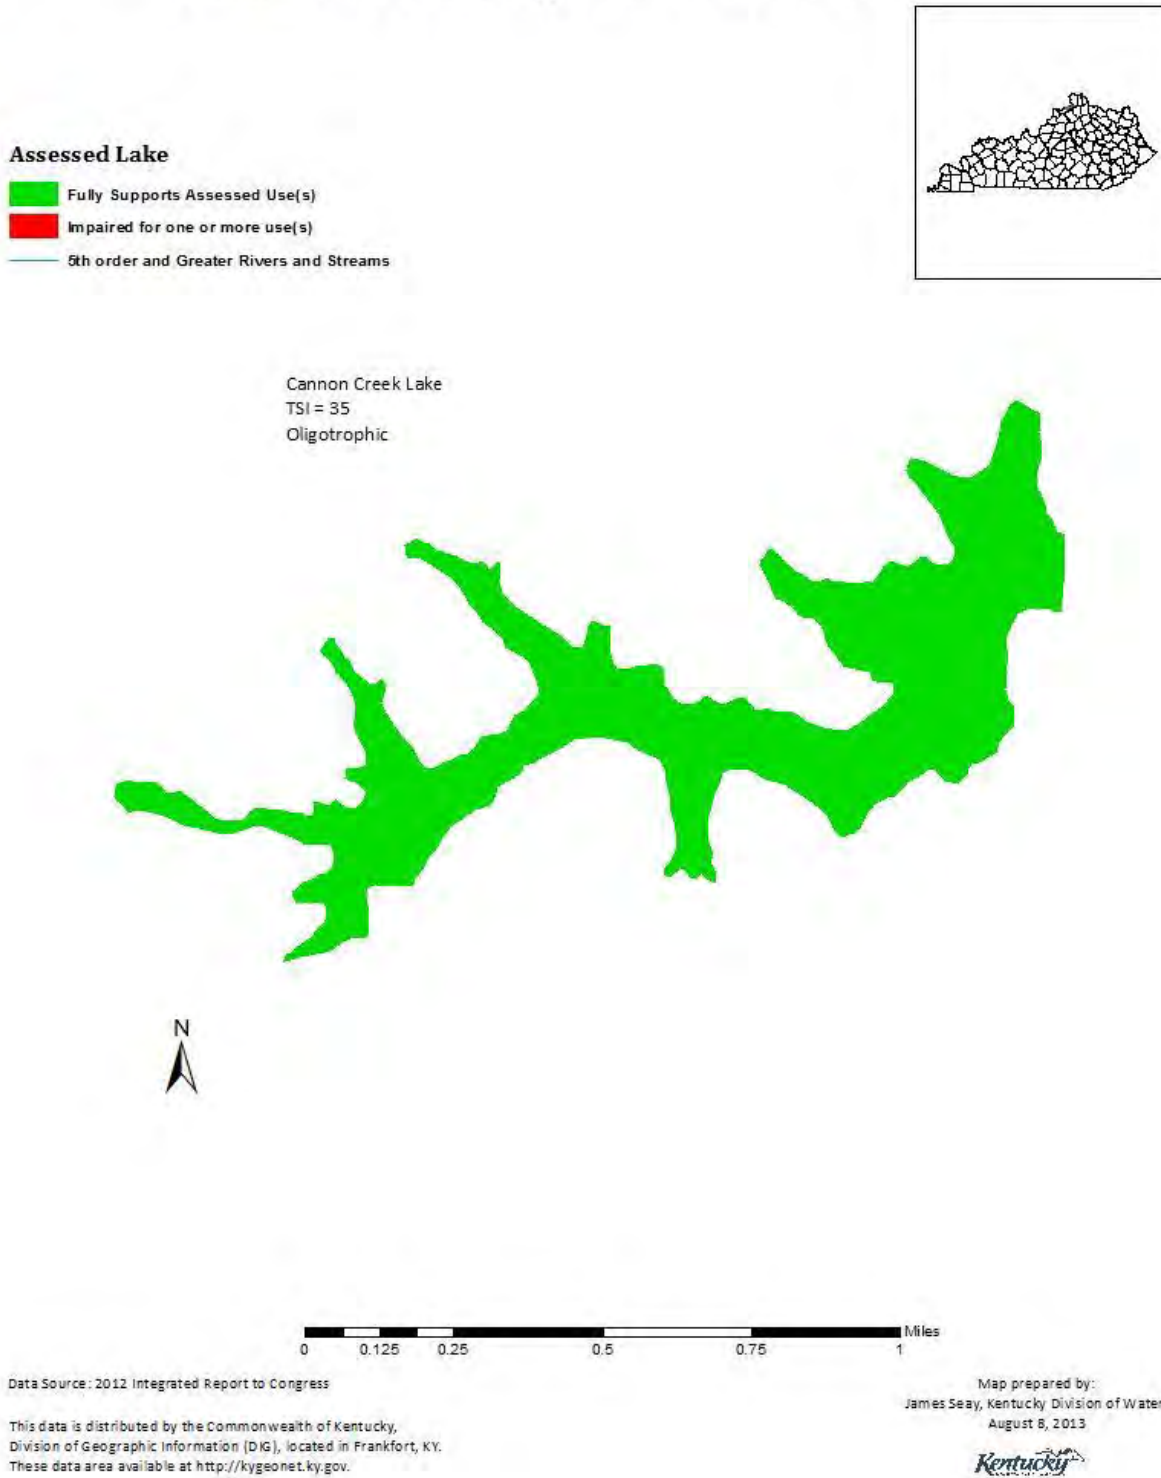 Assessed Lake
Fully Supports Assessed Use(s)
Impaired for one or more use(s)
5th order and Greater Rivers and Streams
Cannon Creek Lake
TSI = 35
Oligotrophic
N
Miles
0 0.125 0.25 0.5 0.75 1
Data Source: 2012 Integrated Report to Congress
This data is distributed by the Commonwealth of Kentucky,
Division of Geographic Information (DIG), located in Frankfort, KY.
These data area available at http://kygeonet.ky.gov.
Map prepared by:
James Seay, Kentucky Division of Water
August 8, 2013
Kentucky